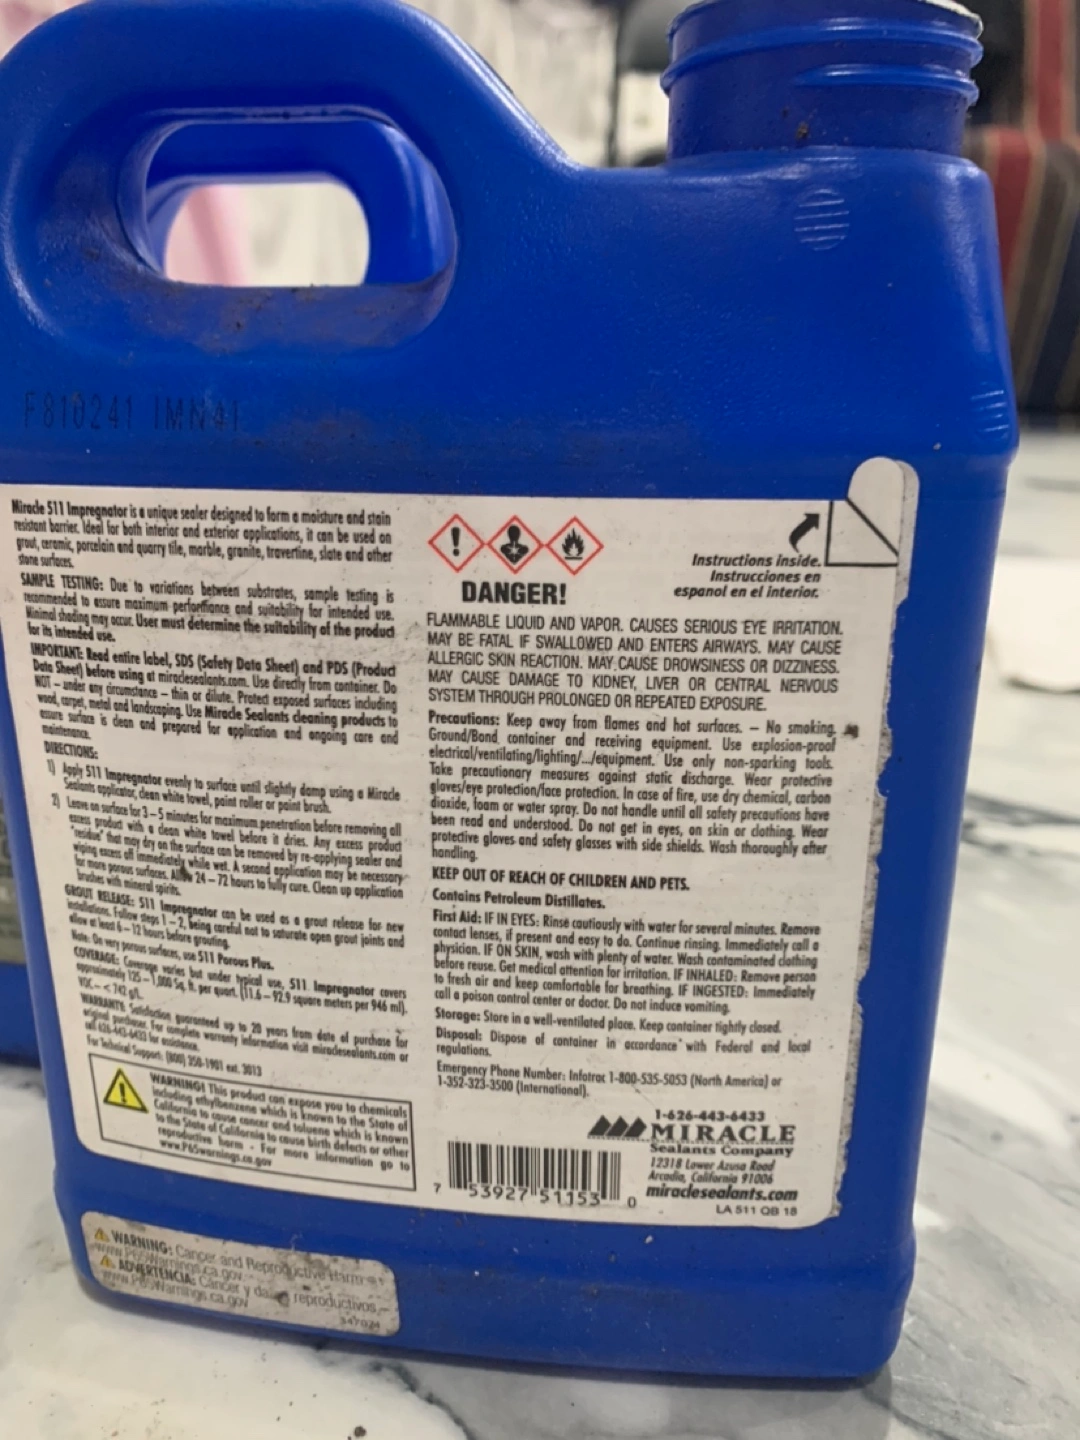 F810241 1MN41
Miracle 511 Impregnator is a unique sealer designed to form a moisture and stain
resistant barrier. Ideal for both interior and exterior applications, it can be used on
grout, ceramic, porcelain and quarry tile, marble, granite, travertine, slate and other
stone surfaces.
SAMPLE TESTING: Due to variations between substrates, sample testing is
recommended to assure maximum performance and suitability for intended use.
Minimal shading may occur. User must determine the suitability of the product
for its intended use.
IMPORTANT: Read entire label, SDS (Safety Data Sheet) and PDS (Product
Data Sheet) before using at miraclesealants.com. Use directly from container. Do
NOT – under any circumstance – thin or dilute. Protect exposed surfaces including
wood, carpet, metal and landscaping. Use Miracle Sealants cleaning products to
assure surface is clean and prepared for application and ongoing care and
maintenance.
DIRECTIONS:
1) Apply 511 Impregnator evenly to surface until slightly damp using a Miracle
Sealants applicator, clean white towel, paint roller or paint brush.
2) Leave on surface for 3 – 5 minutes for maximum penetration before removing all
excess product with a clean white towel before it dries. Any excess product
"residue" that may dry on the surface can be removed by re-applying sealer and
wiping excess off immediately while wet. A second application may be necessary
for more porous surfaces. Allow 24 – 72 hours to fully cure. Clean up application
brushes with mineral spirits.
GROUT RELEASE: 511 Impregnator can be used as a grout release for new
installations. Follow steps 1 – 2, being careful not to saturate open grout joints and
allow at least 6 – 12 hours before grouting.
Note: On very porous surfaces, use 511 Porous Plus.
COVERAGE: Coverage varies but under typical use, 511 Impregnator covers
approximately 125 – 1,000 Sq. ft. per quart. (11.6 – 92.9 square meters per 946 ml).
VOC – < 742 g/L.
WARRANTY: Satisfaction guaranteed up to 20 years from date of purchase for
original purchaser. For complete warranty information visit miraclesealants.com or
call 626-443-6433 for assistance.
For Technical Support: (800) 350-1901 ext. 3013
WARNING! This product can expose you to chemicals
including ethylbenzene which is known to the State of
California to cause cancer and toluene which is known
to the State of California to cause birth defects or other
reproductive harm - For more information go to
www.P65warnings.ca.gov
Instructions inside.
Instrucciones en
espanol en el interior.
DANGER!
FLAMMABLE LIQUID AND VAPOR. CAUSES SERIOUS EYE IRRITATION.
MAY BE FATAL IF SWALLOWED AND ENTERS AIRWAYS. MAY CAUSE
ALLERGIC SKIN REACTION. MAY CAUSE DROWSINESS OR DIZZINESS.
MAY CAUSE DAMAGE TO KIDNEY, LIVER OR CENTRAL NERVOUS
SYSTEM THROUGH PROLONGED OR REPEATED EXPOSURE.
Precautions: Keep away from flames and hot surfaces. – No smoking.
Ground/Bond container and receiving equipment. Use explosion-proof
electrical/ventilating/lighting/.../equipment. Use only non-sparking tools.
Take precautionary measures against static discharge. Wear protective
gloves/eye protection/face protection. In case of fire, use dry chemical, carbon
dioxide, foam or water spray. Do not handle until all safety precautions have
been read and understood. Do not get in eyes, on skin or clothing. Wear
protective gloves and safety glasses with side shields. Wash thoroughly after
handling.
KEEP OUT OF REACH OF CHILDREN AND PETS.
Contains Petroleum Distillates.
First Aid: IF IN EYES: Rinse cautiously with water for several minutes. Remove
contact lenses, if present and easy to do. Continue rinsing. Immediately call a
physician. IF ON SKIN, wash with plenty of water. Wash contaminated clothing
before reuse. Get medical attention for irritation. IF INHALED: Remove person
to fresh air and keep comfortable for breathing. IF INGESTED: Immediately
call a poison control center or doctor. Do not induce vomiting.
Storage: Store in a well-ventilated place. Keep container tightly closed.
Disposal: Dispose of container in accordance with Federal and local
regulations.
Emergency Phone Number: Infotrac 1-800-535-5053 (North America) or
1-352-323-3500 (International).
1-626-443-6433
MIRACLE
Sealants Company
12318 Lower Azusa Road
Arcadia, California 91006
miraclesealants.com
LA 511 QB 18
7 53927 51153 0
WARNING: Cancer and Reproductive Harm -
www.P65Warnings.ca.gov
ADVERTENCIA: Cáncer y daños reproductivos -
www.P65Warnings.ca.gov
347024